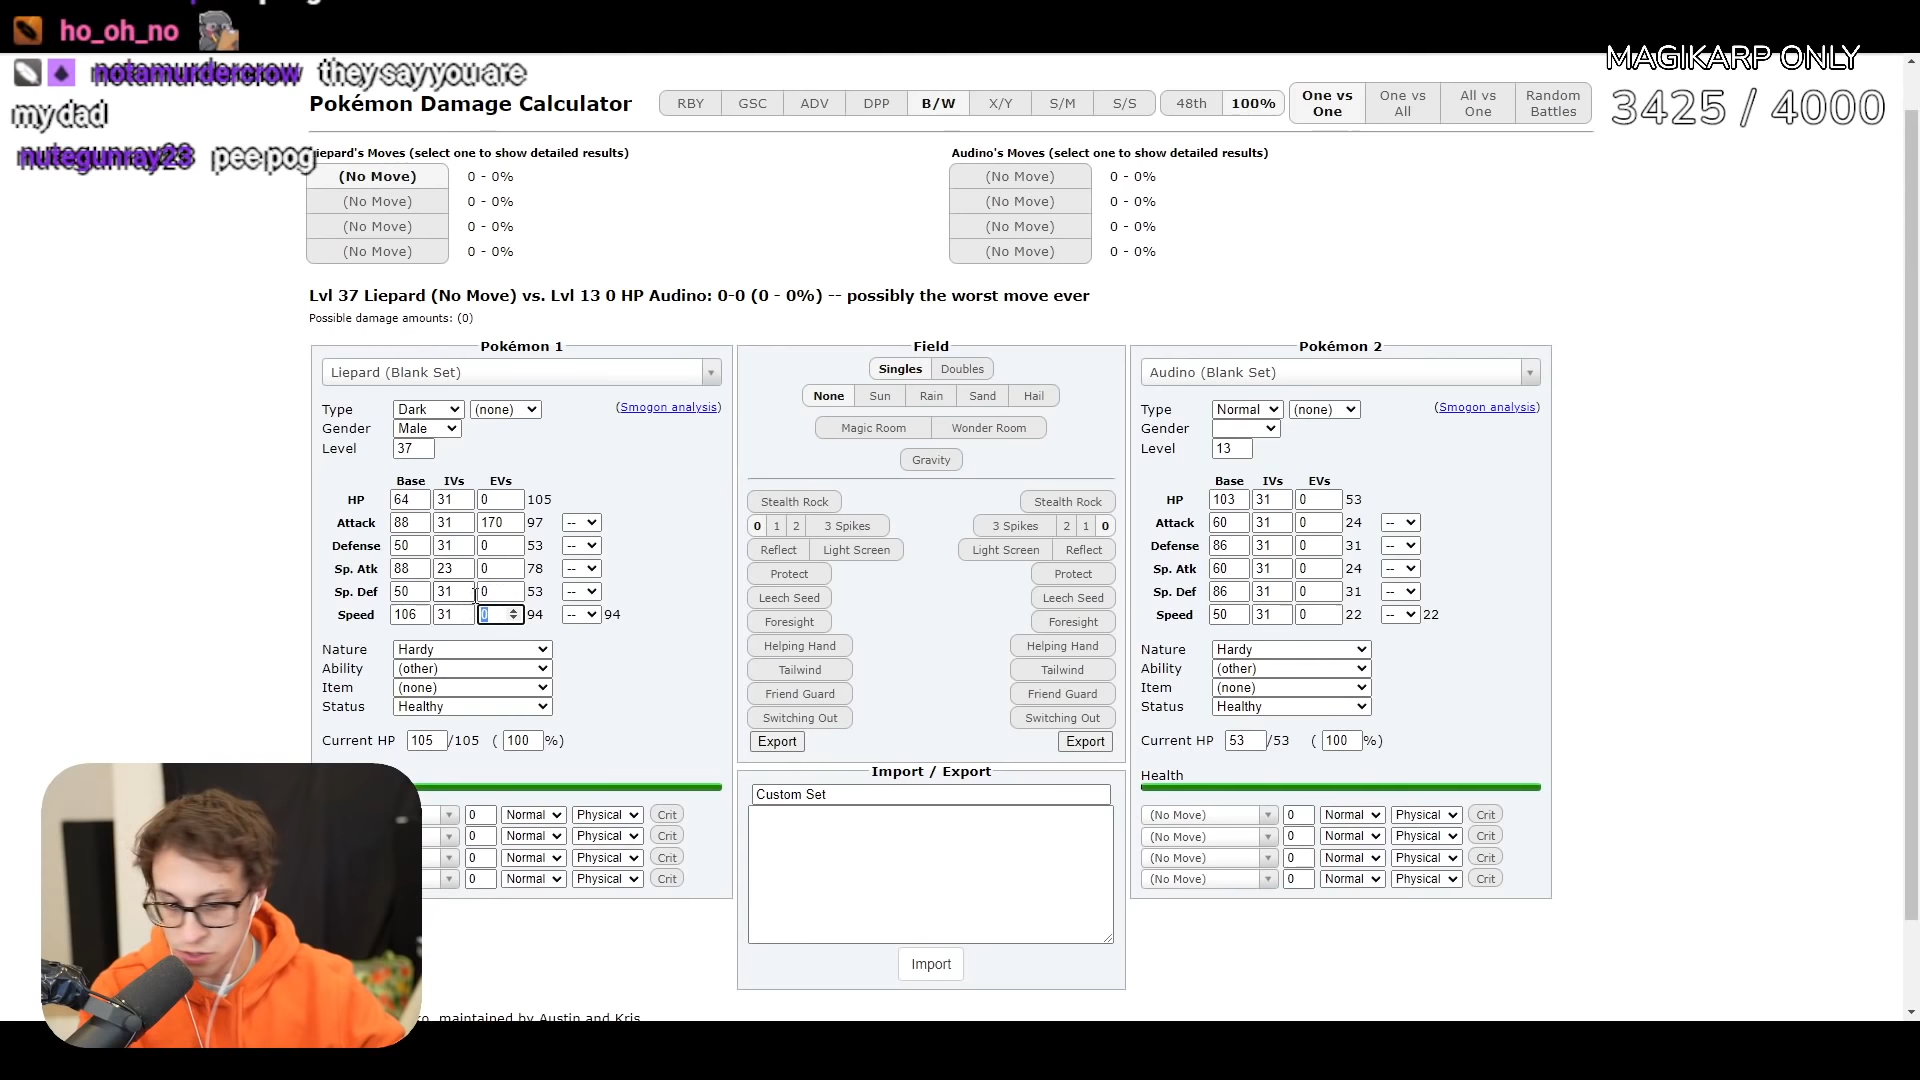 ho_oh_no
notamurdercrow they say you are
my dad
nutegunray23 pee pog
MAGIKARP ONLY
3425 / 4000
Pokémon Damage Calculator
RBY GSC ADV DPP B/W X/Y S/M S/S 48th 100%
One vs One
One vs All
All vs One
Random Battles
iepard's Moves (select one to show detailed results)
(No Move) 0 - 0%
(No Move) 0 - 0%
(No Move) 0 - 0%
(No Move) 0 - 0%
Audino's Moves (select one to show detailed results)
(No Move) 0 - 0%
(No Move) 0 - 0%
(No Move) 0 - 0%
(No Move) 0 - 0%
Lvl 37 Liepard (No Move) vs. Lvl 13 0 HP Audino: 0-0 (0 - 0%) -- possibly the worst move ever
Possible damage amounts: (0)
Pokémon 1
Liepard (Blank Set)
Type Dark (none) (Smogon analysis)
Gender Male
Level 37
Base IVs EVs
HP 64 31 0 105
Attack 88 31 170 97 --
Defense 50 31 0 53 --
Sp. Atk 88 23 0 78 --
Sp. Def 50 31 0 53 --
Speed 106 31 0 94 -- 94
Nature Hardy
Ability (other)
Item (none)
Status Healthy
Current HP 105 /105 ( 100 %)
0 Normal Physical Crit
0 Normal Physical Crit
0 Normal Physical Crit
0 Normal Physical Crit
Field
Singles Doubles
None Sun Rain Sand Hail
Magic Room Wonder Room
Gravity
Stealth Rock Stealth Rock
0 1 2 3 Spikes 3 Spikes 2 1 0
Reflect Light Screen Light Screen Reflect
Protect Protect
Leech Seed Leech Seed
Foresight Foresight
Helping Hand Helping Hand
Tailwind Tailwind
Friend Guard Friend Guard
Switching Out Switching Out
Export Export
Import / Export
Custom Set
Import
Pokémon 2
Audino (Blank Set)
Type Normal (none) (Smogon analysis)
Gender
Level 13
Base IVs EVs
HP 103 31 0 53
Attack 60 31 0 24 --
Defense 86 31 0 31 --
Sp. Atk 60 31 0 24 --
Sp. Def 86 31 0 31 --
Speed 50 31 0 22 -- 22
Nature Hardy
Ability (other)
Item (none)
Status Healthy
Current HP 53 /53 ( 100 %)
Health
(No Move) 0 Normal Physical Crit
(No Move) 0 Normal Physical Crit
(No Move) 0 Normal Physical Crit
(No Move) 0 Normal Physical Crit
maintained by Austin and Kris